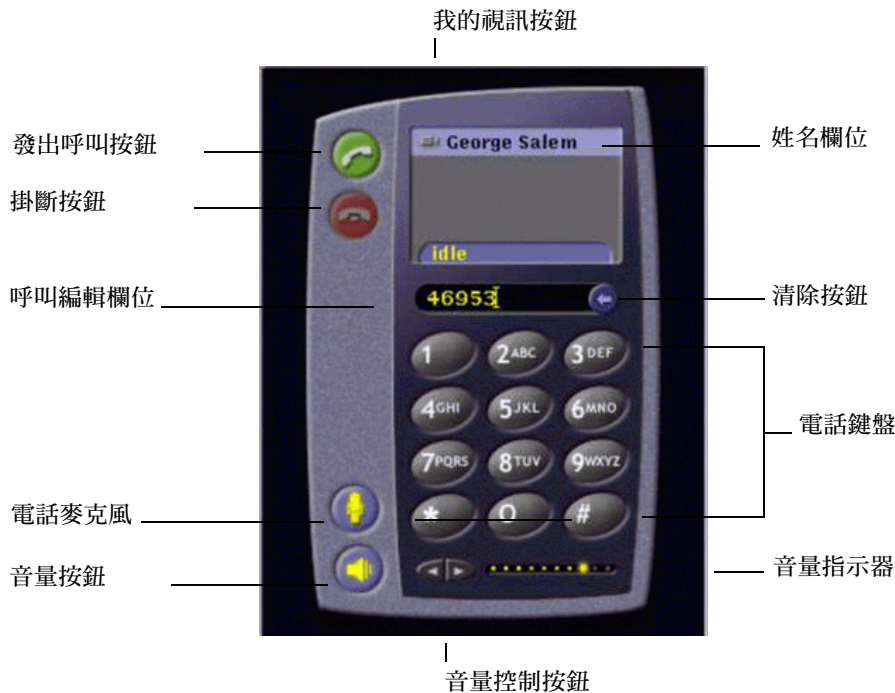 我的視訊按鈕
發出呼叫按鈕
George Salem
姓名欄位
掛斷按鈕
idle
呼叫編輯欄位
46953
清除按鈕
1
2ABC
3DEF
4GHI
5JKL
6MNO
電話鍵盤
7PQRS
8TUV
9WXYZ
電話麥克風
*
0
#
音量按鈕
音量指示器
音量控制按鈕